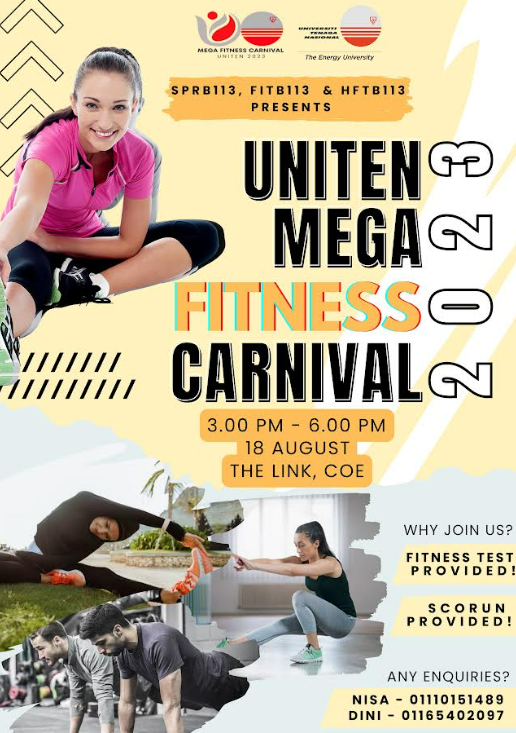 MEGA FITNESS CARNIVAL
UNITEN 2023
UNIVERSITI
TENAGA
NASIONAL
The Energy University
SPRB113, FITB113 & HFTB113
PRESENTS
UNITEN
MEGA
FITNESS
CARNIVAL
2023
3.00 PM - 6.00 PM
18 AUGUST
THE LINK, COE
WHY JOIN US?
FITNESS TEST
PROVIDED!
SCORUN
PROVIDED!
ANY ENQUIRIES?
NISA - 01110151489
DINI - 01165402097